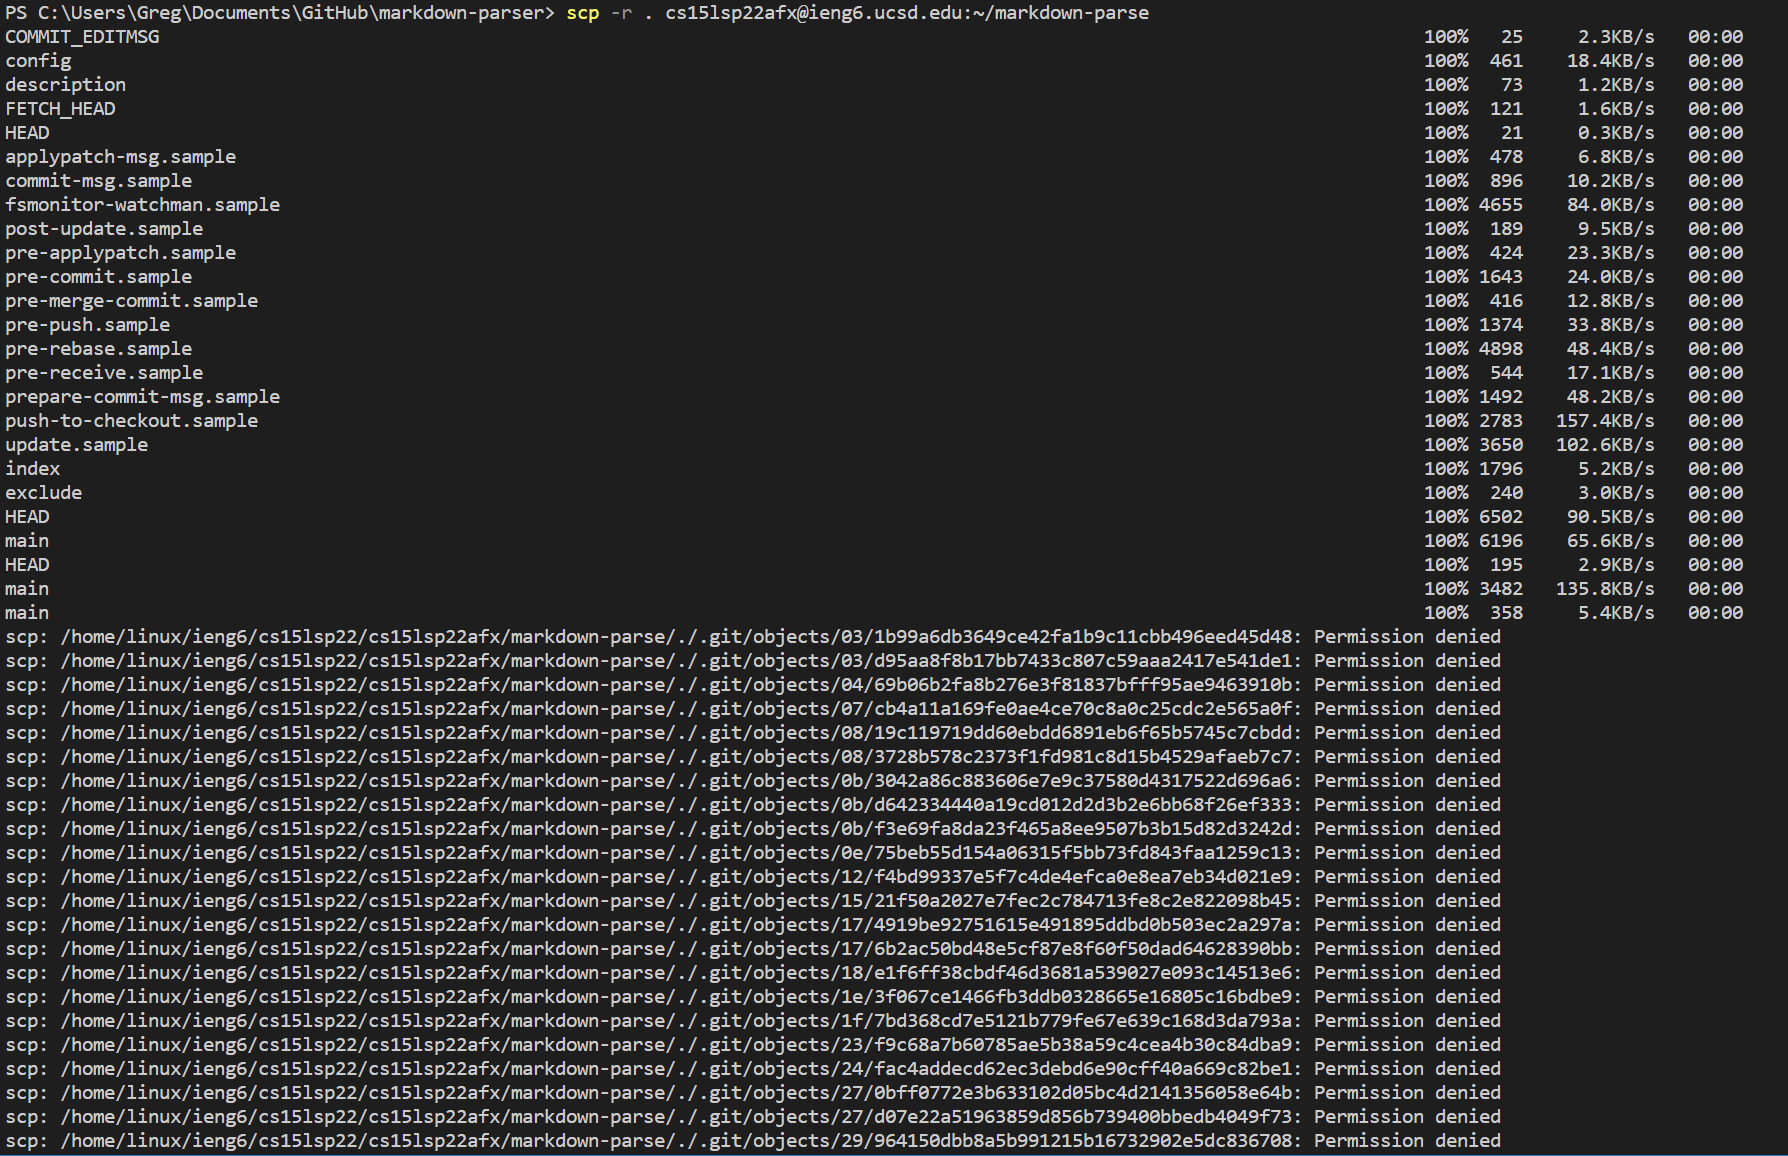 PS C:\Users\Greg\Documents\GitHub\markdown-parser> scp -r . cs15lsp22afx@ieng6.ucsd.edu:~/markdown-parse
COMMIT_EDITMSG 100% 25 2.3KB/s 00:00
config 100% 461 18.4KB/s 00:00
description 100% 73 1.2KB/s 00:00
FETCH_HEAD 100% 121 1.6KB/s 00:00
HEAD 100% 21 0.3KB/s 00:00
applypatch-msg.sample 100% 478 6.8KB/s 00:00
commit-msg.sample 100% 896 10.2KB/s 00:00
fsmonitor-watchman.sample 100% 4655 84.0KB/s 00:00
post-update.sample 100% 189 9.5KB/s 00:00
pre-applypatch.sample 100% 424 23.3KB/s 00:00
pre-commit.sample 100% 1643 24.0KB/s 00:00
pre-merge-commit.sample 100% 416 12.8KB/s 00:00
pre-push.sample 100% 1374 33.8KB/s 00:00
pre-rebase.sample 100% 4898 48.4KB/s 00:00
pre-receive.sample 100% 544 17.1KB/s 00:00
prepare-commit-msg.sample 100% 1492 48.2KB/s 00:00
push-to-checkout.sample 100% 2783 157.4KB/s 00:00
update.sample 100% 3650 102.6KB/s 00:00
index 100% 1796 5.2KB/s 00:00
exclude 100% 240 3.0KB/s 00:00
HEAD 100% 6502 90.5KB/s 00:00
main 100% 6196 65.6KB/s 00:00
HEAD 100% 195 2.9KB/s 00:00
main 100% 3482 135.8KB/s 00:00
main 100% 358 5.4KB/s 00:00
scp: /home/linux/ieng6/cs15lsp22/cs15lsp22afx/markdown-parse/./.git/objects/03/1b99a6db3649ce42fa1b9c11cbb496eed45d48: Permission denied
scp: /home/linux/ieng6/cs15lsp22/cs15lsp22afx/markdown-parse/./.git/objects/03/d95aa8f8b17bb7433c807c59aaa2417e541de1: Permission denied
scp: /home/linux/ieng6/cs15lsp22/cs15lsp22afx/markdown-parse/./.git/objects/04/69b06b2fa8b276e3f81837bfff95ae9463910b: Permission denied
scp: /home/linux/ieng6/cs15lsp22/cs15lsp22afx/markdown-parse/./.git/objects/07/cb4a11a169fe0ae4ce70c8a0c25cdc2e565a0f: Permission denied
scp: /home/linux/ieng6/cs15lsp22/cs15lsp22afx/markdown-parse/./.git/objects/08/19c119719dd60ebdd6891eb6f65b5745c7cbdd: Permission denied
scp: /home/linux/ieng6/cs15lsp22/cs15lsp22afx/markdown-parse/./.git/objects/08/3728b578c2373f1fd981c8d15b4529afaeb7c7: Permission denied
scp: /home/linux/ieng6/cs15lsp22/cs15lsp22afx/markdown-parse/./.git/objects/0b/3042a86c883606e7e9c37580d4317522d696a6: Permission denied
scp: /home/linux/ieng6/cs15lsp22/cs15lsp22afx/markdown-parse/./.git/objects/0b/d642334440a19cd012d2d3b2e6bb68f26ef333: Permission denied
scp: /home/linux/ieng6/cs15lsp22/cs15lsp22afx/markdown-parse/./.git/objects/0b/f3e69fa8da23f465a8ee9507b3b15d82d3242d: Permission denied
scp: /home/linux/ieng6/cs15lsp22/cs15lsp22afx/markdown-parse/./.git/objects/0e/75beb55d154a06315f5bb73fd843faa1259c13: Permission denied
scp: /home/linux/ieng6/cs15lsp22/cs15lsp22afx/markdown-parse/./.git/objects/12/f4bd99337e5f7c4de4efca0e8ea7eb34d021e9: Permission denied
scp: /home/linux/ieng6/cs15lsp22/cs15lsp22afx/markdown-parse/./.git/objects/15/21f50a2027e7fec2c784713fe8c2e822098b45: Permission denied
scp: /home/linux/ieng6/cs15lsp22/cs15lsp22afx/markdown-parse/./.git/objects/17/4919be92751615e491895ddbd0b503ec2a297a: Permission denied
scp: /home/linux/ieng6/cs15lsp22/cs15lsp22afx/markdown-parse/./.git/objects/17/6b2ac50bd48e5cf87e8f60f50dad64628390bb: Permission denied
scp: /home/linux/ieng6/cs15lsp22/cs15lsp22afx/markdown-parse/./.git/objects/18/e1f6ff38cbdf46d3681a539027e093c14513e6: Permission denied
scp: /home/linux/ieng6/cs15lsp22/cs15lsp22afx/markdown-parse/./.git/objects/1e/3f067ce1466fb3ddb0328665e16805c16bdbe9: Permission denied
scp: /home/linux/ieng6/cs15lsp22/cs15lsp22afx/markdown-parse/./.git/objects/1f/7bd368cd7e5121b779fe67e639c168d3da793a: Permission denied
scp: /home/linux/ieng6/cs15lsp22/cs15lsp22afx/markdown-parse/./.git/objects/23/f9c68a7b60785ae5b38a59c4cea4b30c84dba9: Permission denied
scp: /home/linux/ieng6/cs15lsp22/cs15lsp22afx/markdown-parse/./.git/objects/24/fac4addecd62ec3debd6e90cff40a669c82be1: Permission denied
scp: /home/linux/ieng6/cs15lsp22/cs15lsp22afx/markdown-parse/./.git/objects/27/0bff0772e3b633102d05bc4d2141356058e64b: Permission denied
scp: /home/linux/ieng6/cs15lsp22/cs15lsp22afx/markdown-parse/./.git/objects/27/d07e22a51963859d856b739400bbedb4049f73: Permission denied
scp: /home/linux/ieng6/cs15lsp22/cs15lsp22afx/markdown-parse/./.git/objects/29/964150dbb8a5b991215b16732902e5dc836708: Permission denied